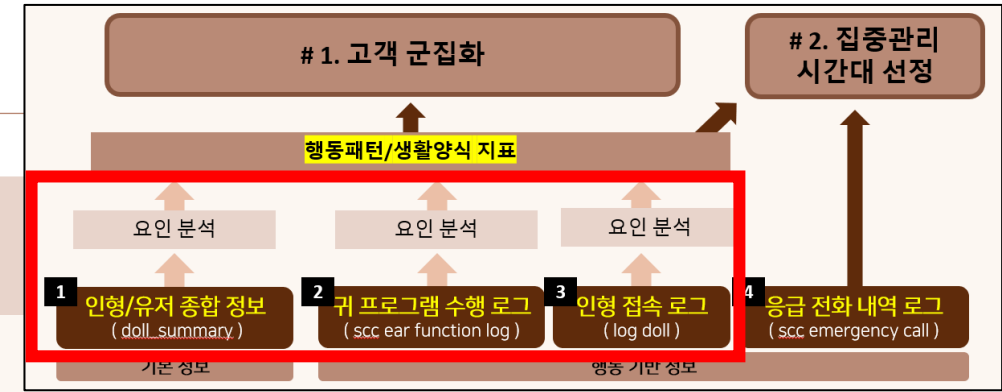 # 1. 고객 군집화
# 2. 집중관리
시간대 선정
행동패턴/생활양식 지표
요인 분석
요인 분석
요인 분석
1
인형/유저 종합 정보
( doll_summary )
2
귀 프로그램 수행 로그
( scc ear function log )
3
인형 접속 로그
( log doll )
4
응급 전화 내역 로그
( scc emergency call )
기본 정보
행동 기반 정보